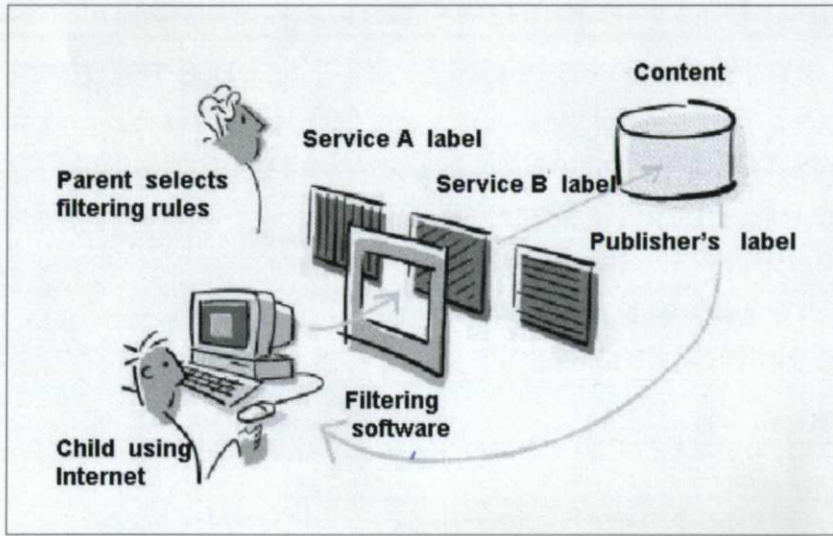 Content
Service A label
Parent selects
filtering rules
Service B label
Publisher's label
Filtering
software
Child using
Internet